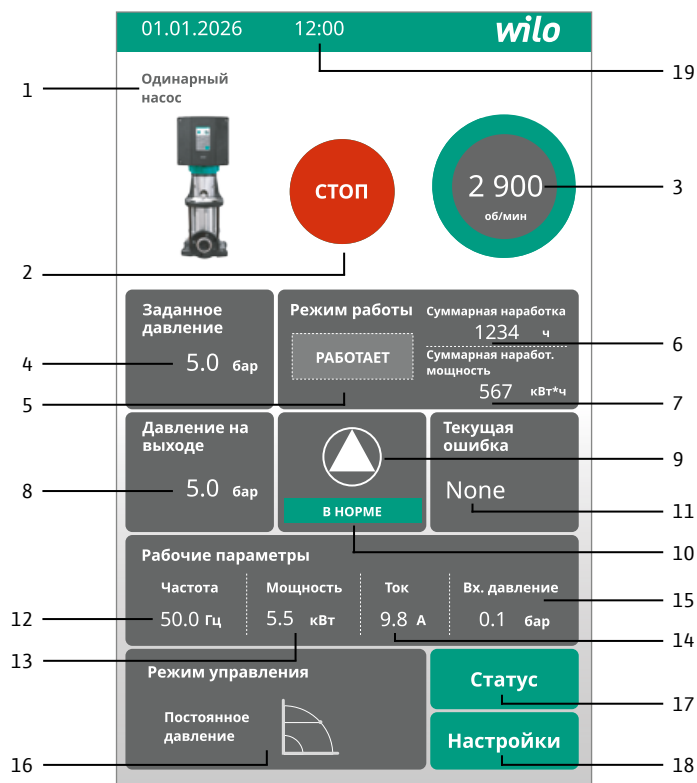 01.01.2026 12:00 wilo
19
1
Одинарный
насос
СТОП
2 900
об/мин
3
2
Заданное
давление
5.0 бар
4
Режим работы
РАБОТАЕТ
5
Суммарная наработка
1234 ч
6
Суммарная наработ.
мощность
567 кВт*ч
7
Давление на
выходе
5.0 бар
8
9
В НОРМЕ
10
Текущая
ошибка
None
11
Рабочие параметры
Частота Мощность Ток Вх. давление
50.0 Гц 5.5 кВт 9.8 А 0.1 бар
12
13
14
15
Режим управления
Постоянное
давление
16
Статус
17
Настройки
18